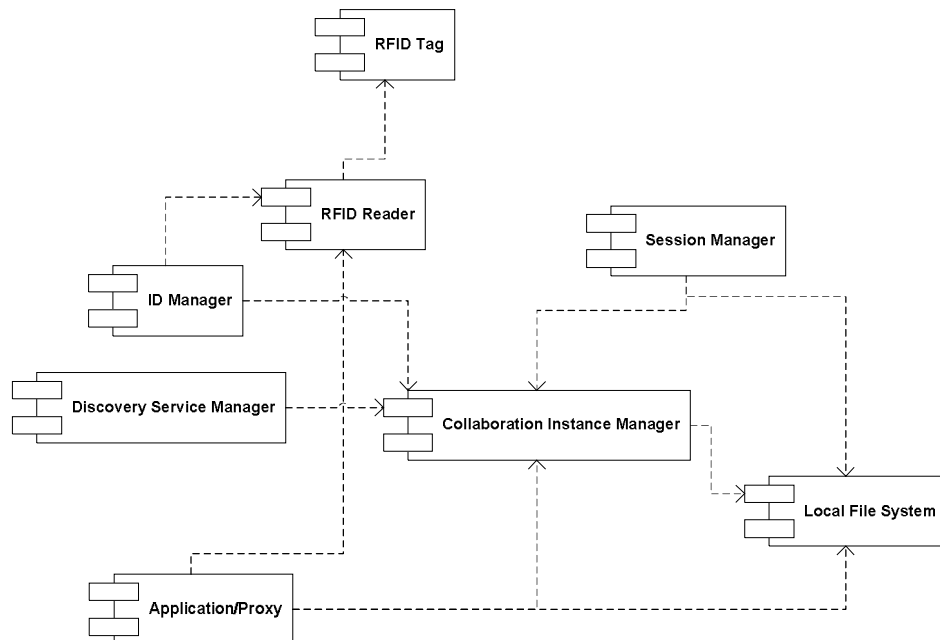 RFID Tag
RFID Reader
Session Manager
ID Manager
Discovery Service Manager
Collaboration Instance Manager
Local File System
Application/Proxy